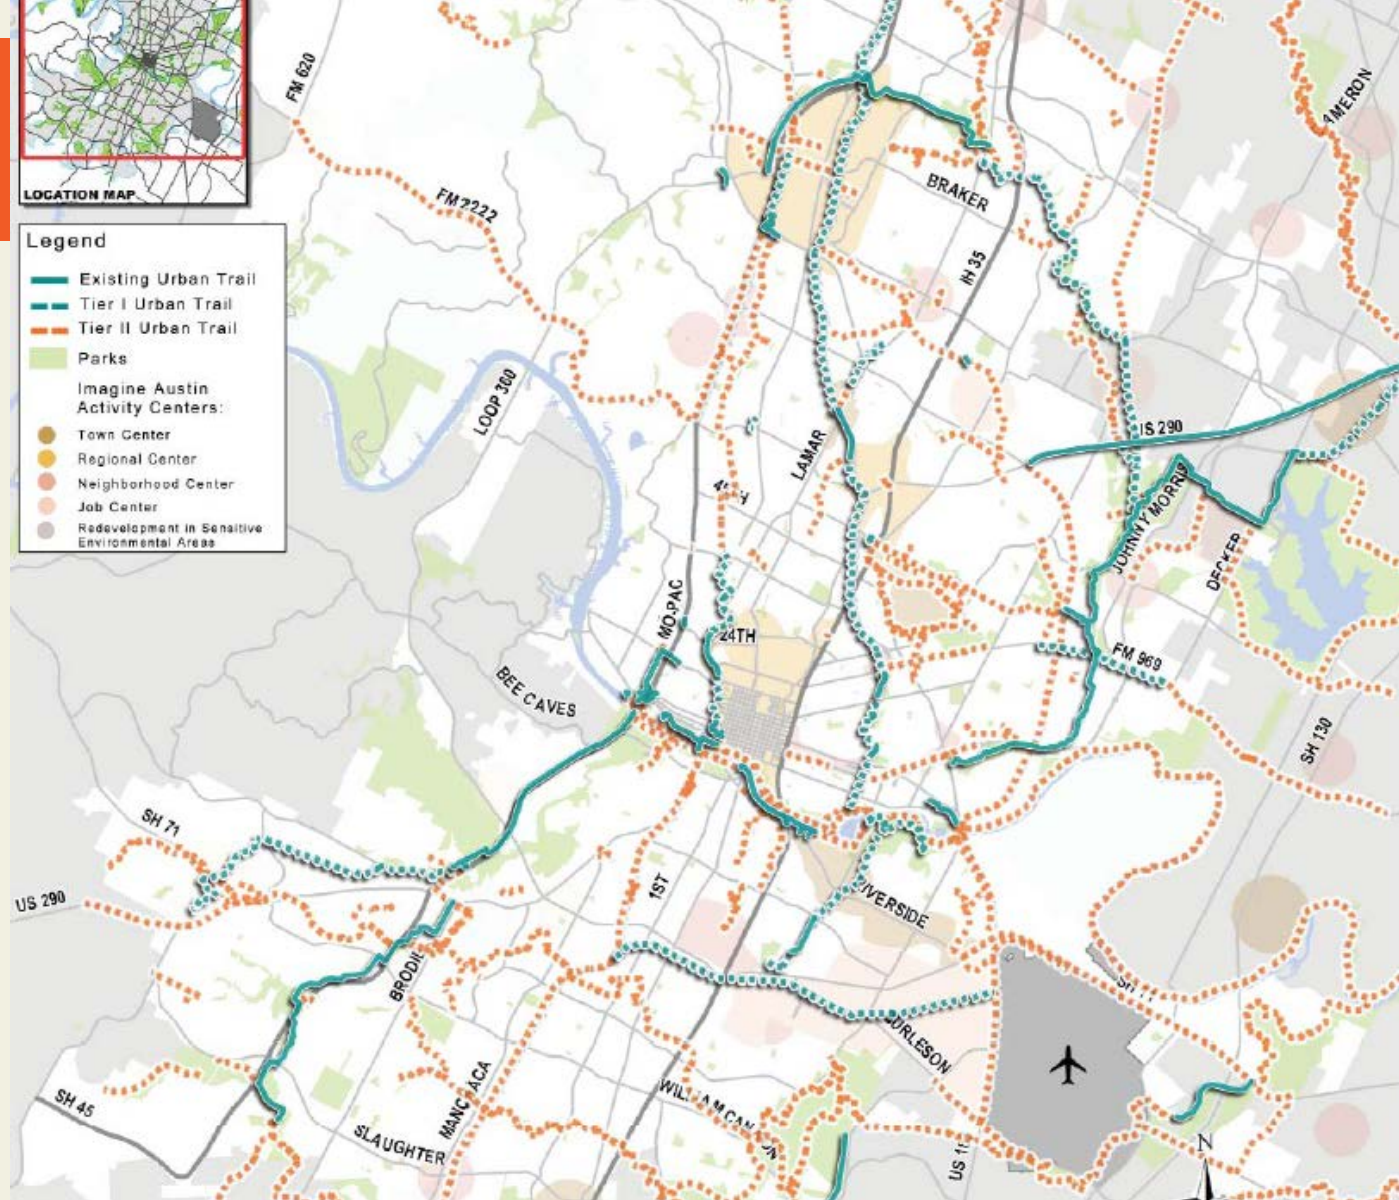 LOCATION MAP
Legend
Existing Urban Trail
Tier I Urban Trail
Tier II Urban Trail
Parks
Imagine Austin
Activity Centers:
Town Center
Regional Center
Neighborhood Center
Job Center
Redevelopment in Sensitive
Environmental Areas
FM 620
FM 2222
LOOP 360
BRAKER
IH 35
LAMAR
US 290
JOHNNY MORRIS
DECKER
MO-PAC
24TH
FM 969
BEE CAVES
SH 130
SH 71
US 290
1ST
RIVERSIDE
SH 45
SLAUGHTER
N